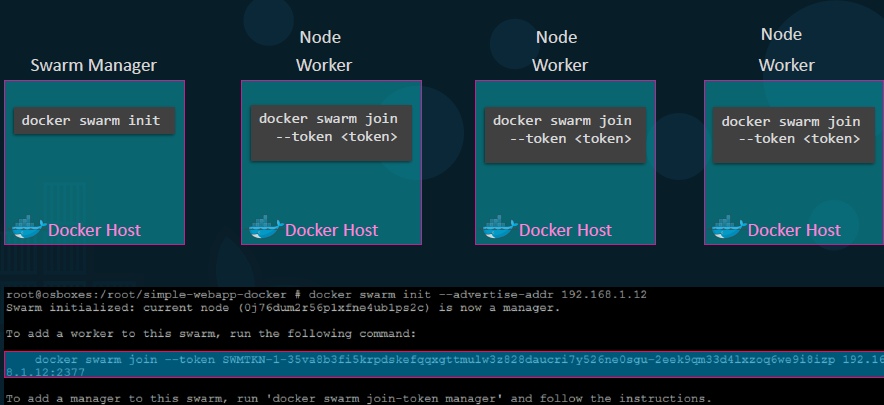 Node
Node
Node
Swarm Manager
Worker
Worker
Worker
docker swarm init
docker swarm join
--token <token>
docker swarm join
--token <token>
docker swarm join
--token <token>
Docker Host
Docker Host
Docker Host
Docker Host
root@osboxes:/root/simple-webapp-docker # docker swarm init --advertise-addr 192.168.1.12
Swarm initialized: current node (0j76dum2r56p1xfne4ub1ps2c) is now a manager.
To add a worker to this swarm, run the following command:
docker swarm join --token SWMTKN-1-35va8b3fi5krpdskefqqxgttmulw3z828daucri7y526ne0sgu-2eek9qm33d4lxzoq6we9i8izp 192.16
8.1.12:2377
To add a manager to this swarm, run 'docker swarm join-token manager' and follow the instructions.